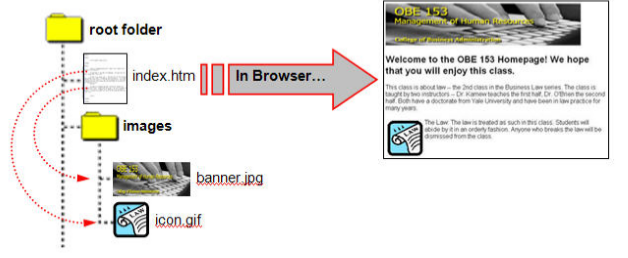 root folder
index.htm
In Browser...
images
banner.jpg
icon.gif
OBE 153
Management of Human Resources
College of Business Administration
Welcome to the OBE 153 Homepage! We hope
that you will enjoy this class.
This class is about law – the 2nd class in the Business Law series. The class is
taught by two instructors – Dr. Karniew teaches the first half, Dr. O'Brien the second
half. Both have a doctorate from Yale University and have been in law practice for
many years.
LAW
The Law: The law is treated as such in this class. Students will
abide by it in an orderly fashion. Anyone who breaks the law will be
dismissed from the class.
OBE 153
LAW